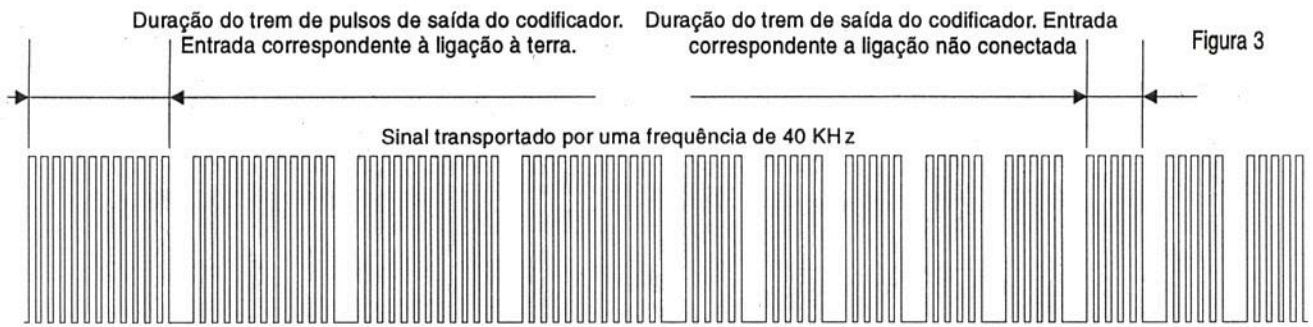 Duração do trem de pulsos de saída do codificador.
Entrada correspondente à ligação à terra.
Duração do trem de saída do codificador. Entrada
correspondente a ligação não conectada
Figura 3
Sinal transportado por uma frequência de 40 KHz